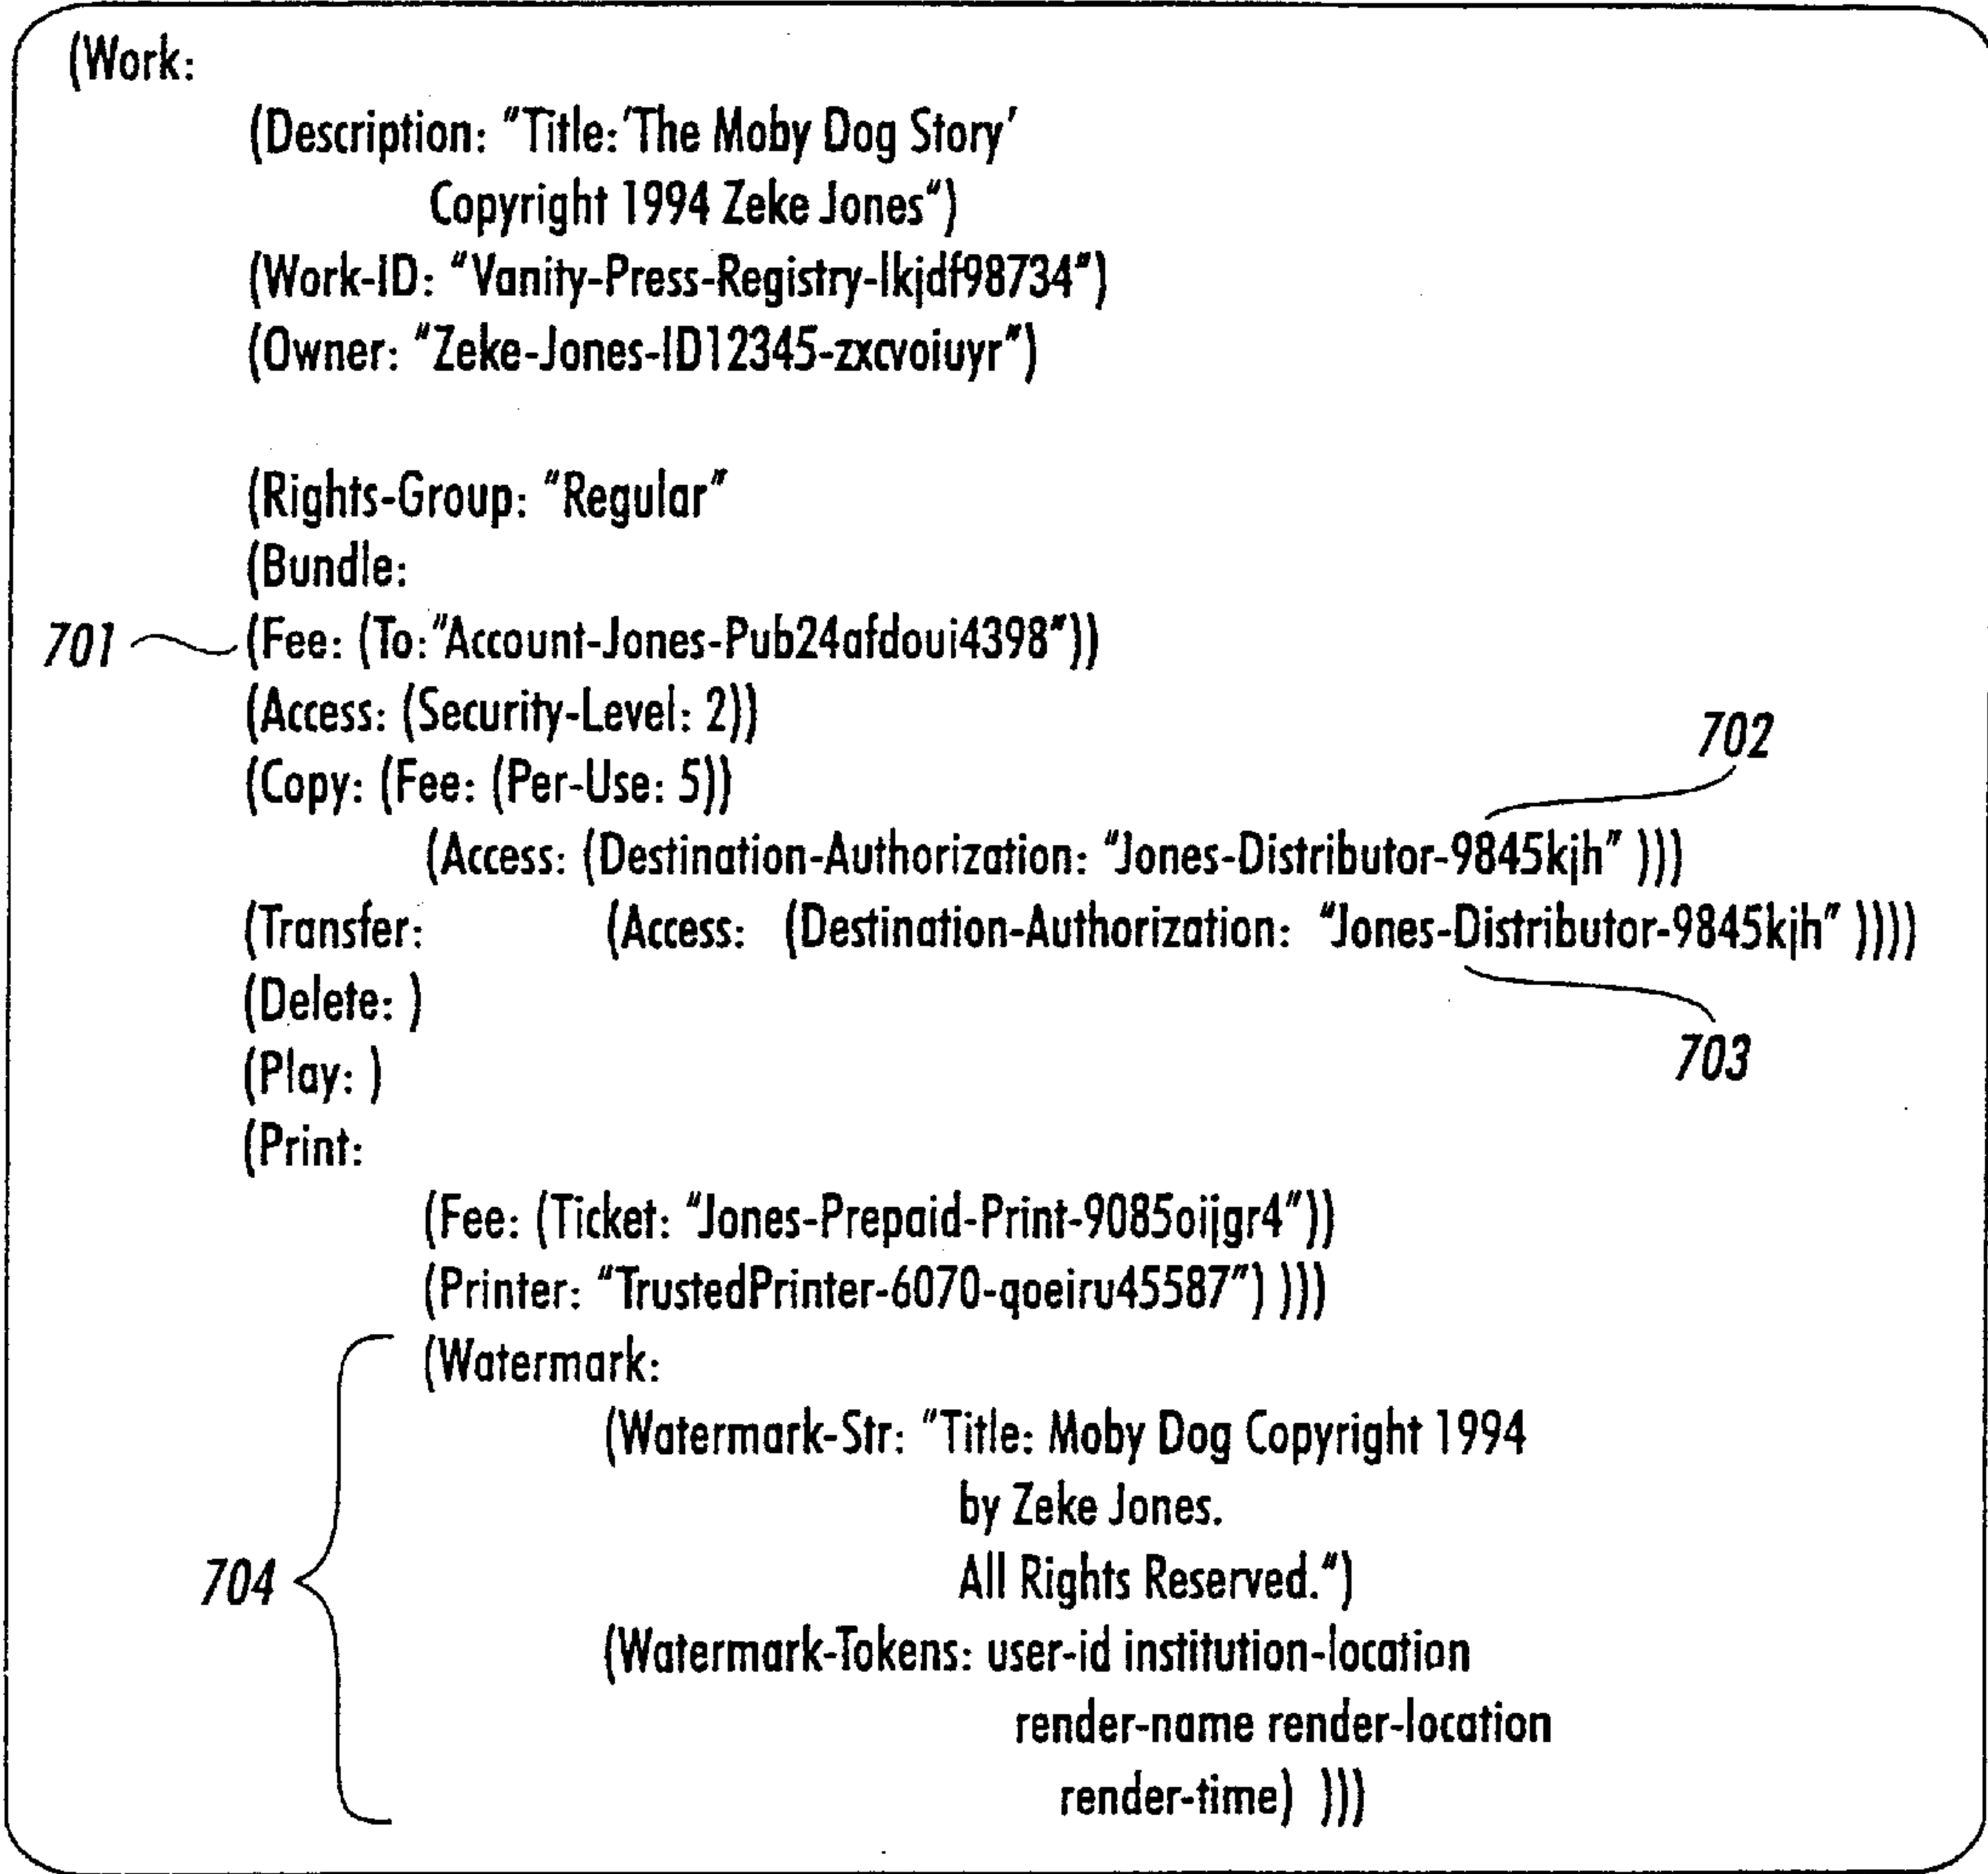 (Work:
(Description: "Title: 'The Moby Dog Story'
Copyright 1994 Zeke Jones")
(Work-ID: "Vanity-Press-Registry-lkjdf98734")
(Owner: "Zeke-Jones-ID12345-zxcvoiuyr")
(Rights-Group: "Regular"
(Bundle:
701 (Fee: (To: "Account-Jones-Pub24afdoui4398"))
(Access: (Security-Level: 2))
702
(Copy: (Fee: (Per-Use: 5))
(Access: (Destination-Authorization: "Jones-Distributor-9845kjh" )))
(Transfer: (Access: (Destination-Authorization: "Jones-Distributor-9845kjh" ))))
(Delete: )
703
(Play: )
(Print:
(Fee: (Ticket: "Jones-Prepaid-Print-9085oijgr4"))
(Printer: "TrustedPrinter-6070-qoeiru45587") )))
(Watermark:
(Watermark-Str: "Title: Moby Dog Copyright 1994
by Zeke Jones.
704 All Rights Reserved.")
(Watermark-Tokens: user-id institution-location
render-name render-location
render-time) )))